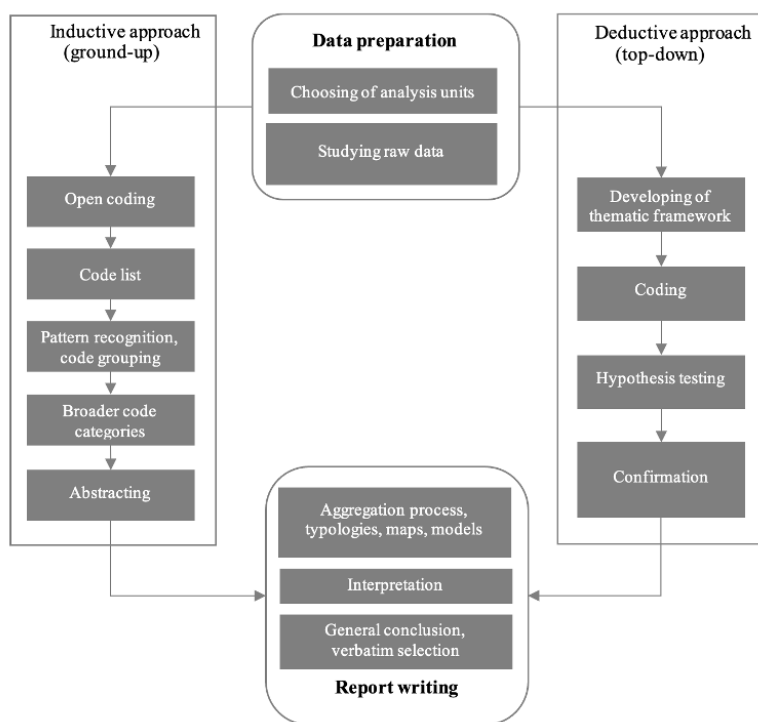 Inductive approach
(ground-up)
Data preparation
Choosing of analysis units
Studying raw data
Deductive approach
(top-down)
Open coding
Code list
Pattern recognition,
code grouping
Broader code
categories
Abstracting
Developing of
thematic framework
Coding
Hypothesis testing
Confirmation
Aggregation process,
typologies, maps, models
Interpretation
General conclusion,
verbatim selection
Report writing